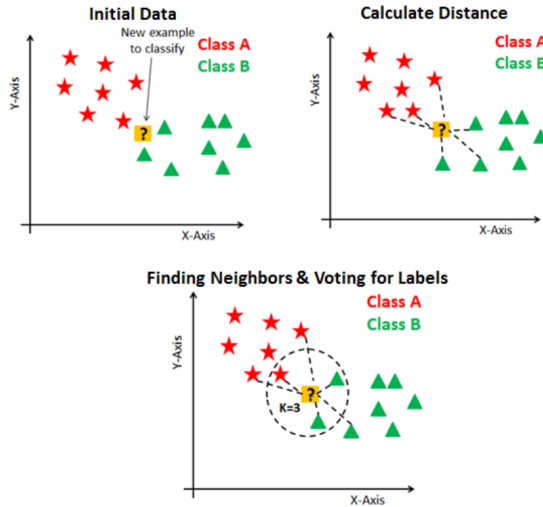 Initial Data
New example
to classify
Class A
Class B
?
Y-Axis
X-Axis
Calculate Distance
Class A
Class B
?
Y-Axis
X-Axis
Finding Neighbors & Voting for Labels
Class A
Class B
?
K=3
Y-Axis
X-Axis